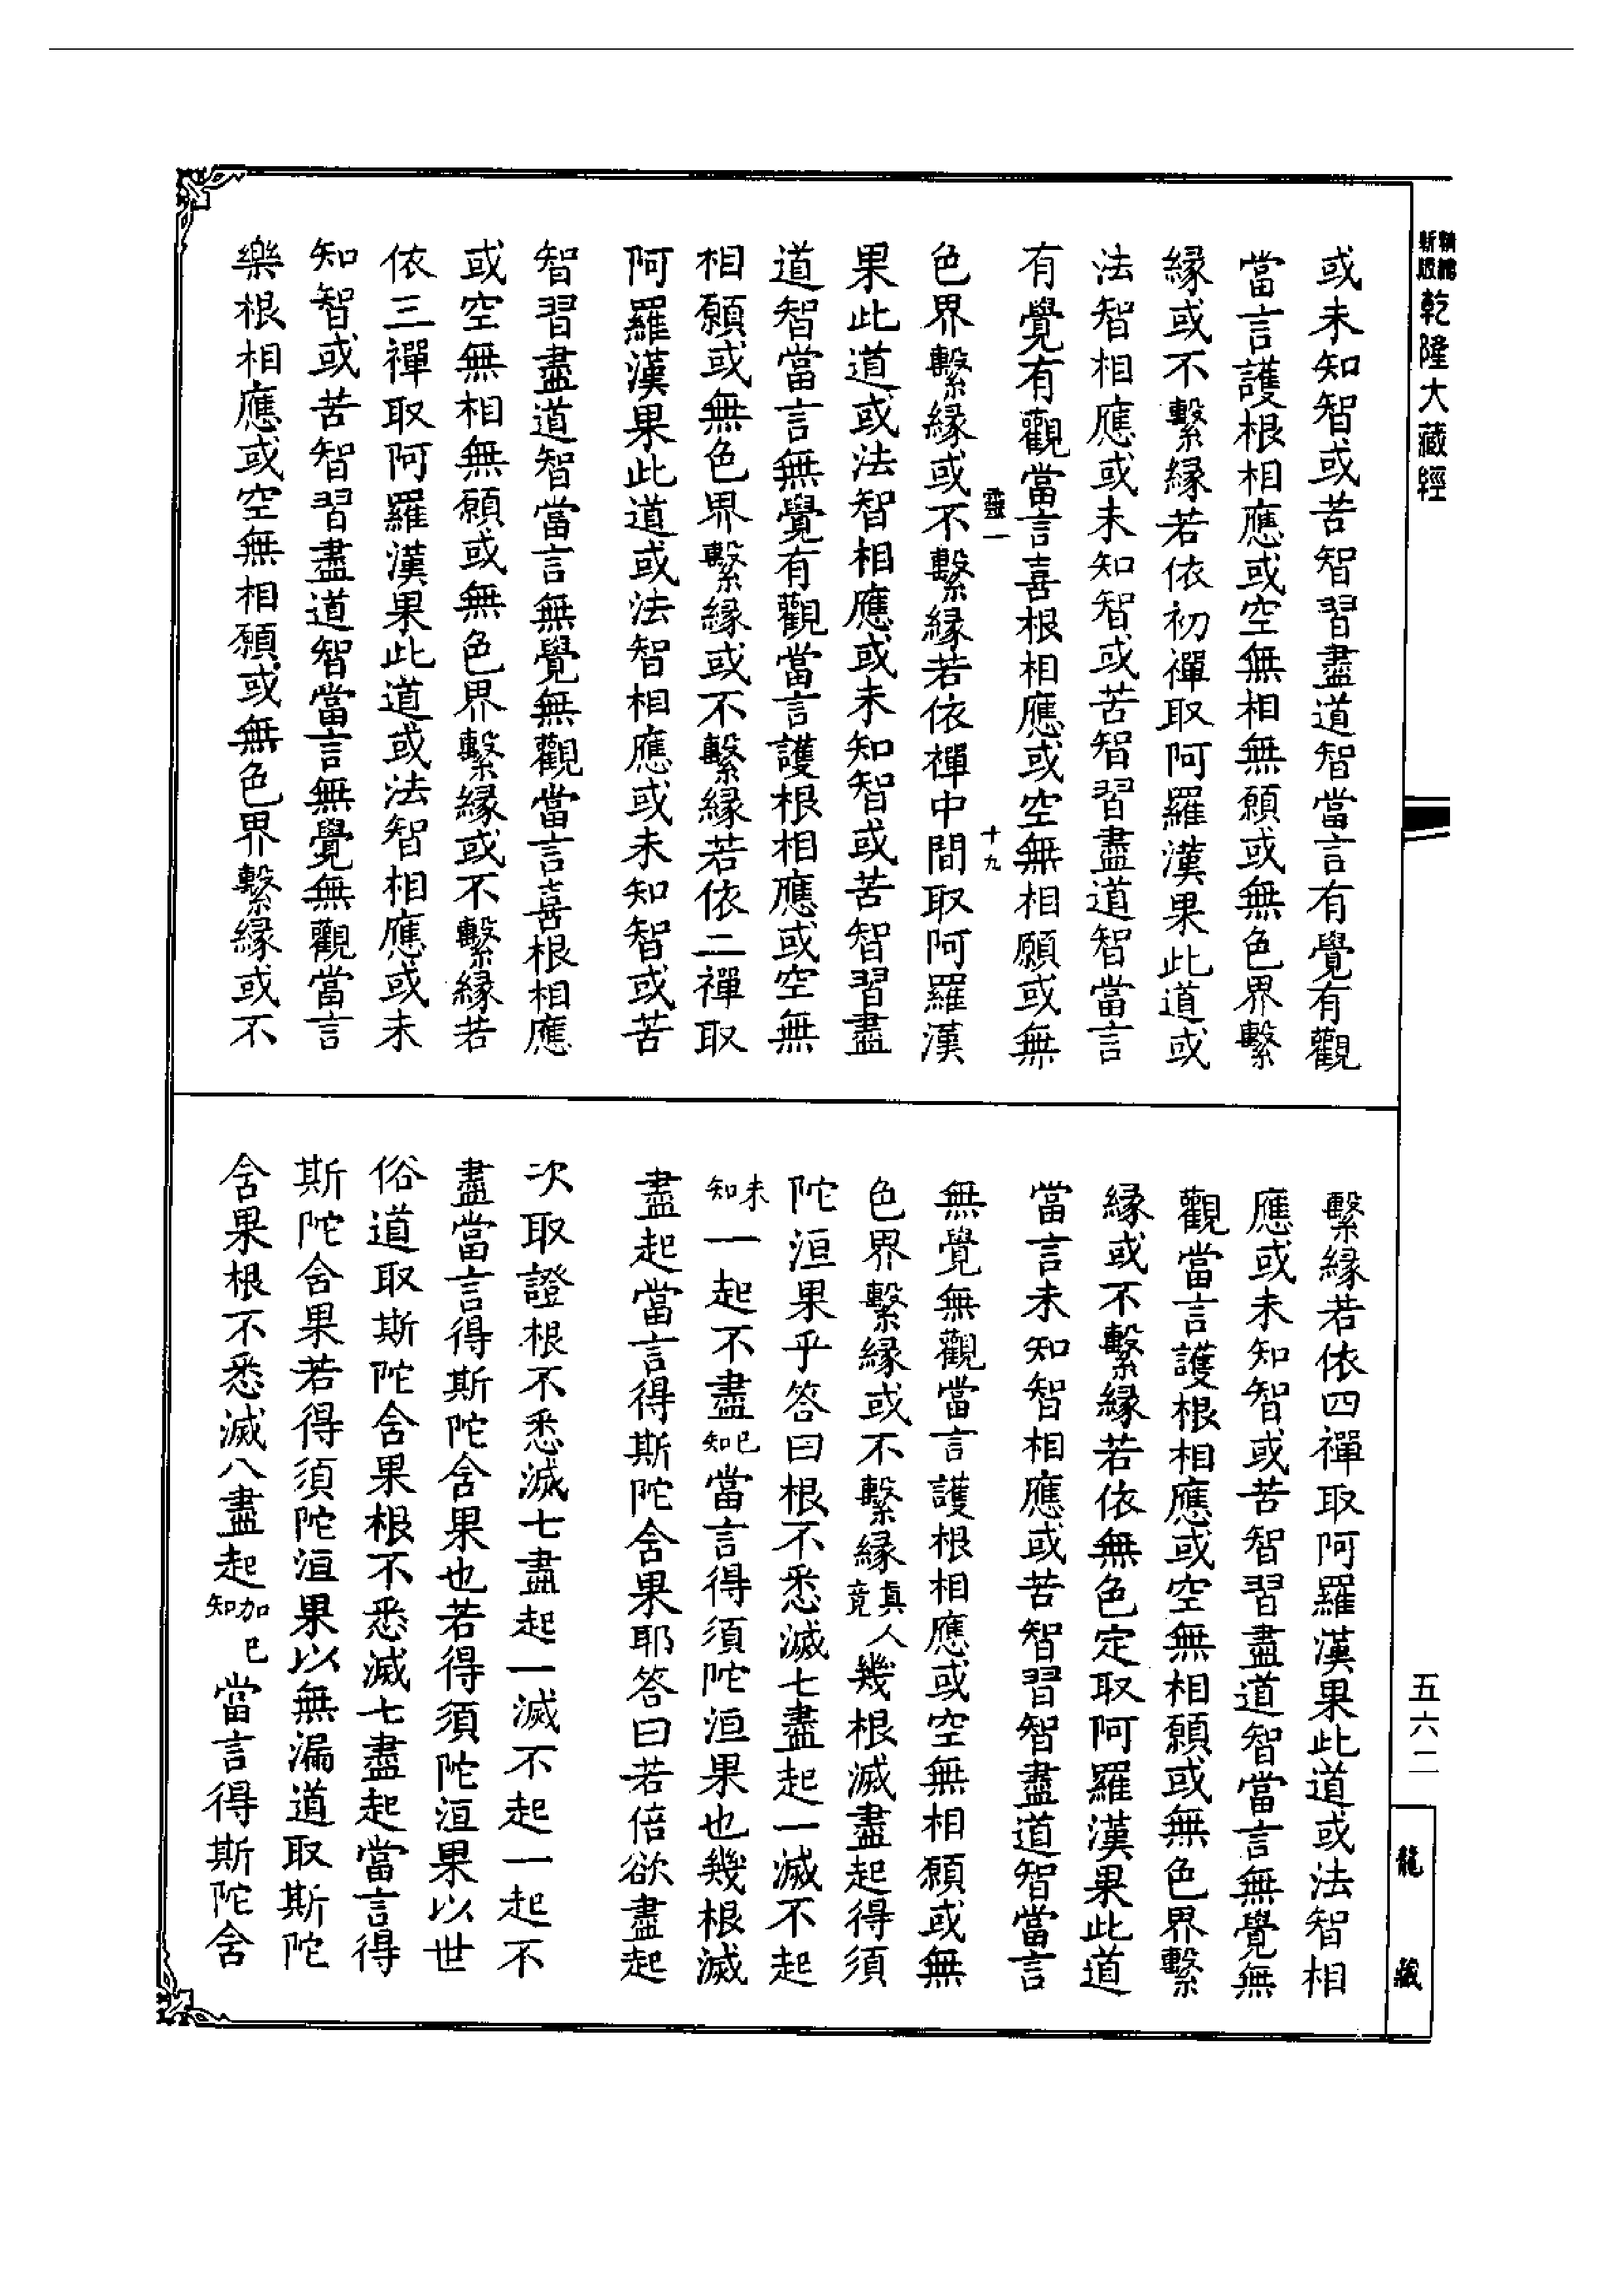 新編縮版乾隆大藏經
或未知智或苦智習盡道智當言有覺有觀
當言護根相應或空無相無願或無色界繫
緣或不繫緣若依初禪取阿羅漢果此道或
法智相應或未知智或苦智習盡道智當言
有覺有觀當言喜根相應或空無相願或無
靈一
十九
色界繫緣或不繫緣若依禪中間取阿羅漢
果此道或法智相應或未知智或苦智習盡
道智當言無覺有觀當言護根相應或空無
相願或無色界繫緣或不繫緣若依二禪取
阿羅漢果此道或法智相應或未知智或苦
智習盡道智當言無覺無觀當言喜根相應
或空無相無願或無色界繫緣或不繫緣若
依三禪取阿羅漢果此道或法智相應或未
知智或苦智習盡道智當言無覺無觀當言
樂根相應或空無相願或無色界繫緣或不
繫緣若依四禪取阿羅漢果此道或法智相
應或未知智或苦智習盡道智當言無覺無
觀當言護根相應或空無相願或無色界繫
緣或不繫緣若依無色定取阿羅漢果此道
當言未知智相應或苦智習智盡道智當言
無覺無觀當言護根相應或空無相願或無
色界繫緣或不繫緣真人竟幾根滅盡起得須
陀洹果乎答曰根不悉滅七盡起一滅不起
未知一起不盡已知當言得須陀洹果也幾根滅
盡起當言得斯陀含果耶答曰若倍欲盡起
次取證根不悉滅七盡起一滅不起一起不
盡當言得斯陀含果也若得須陀洹果以世
俗道取斯陀含果根不悉滅七盡起當言得
斯陀含果若得須陀洹果以無漏道取斯陀
含果根不悉滅八盡起加知已當言得斯陀含
五六二
龍藏